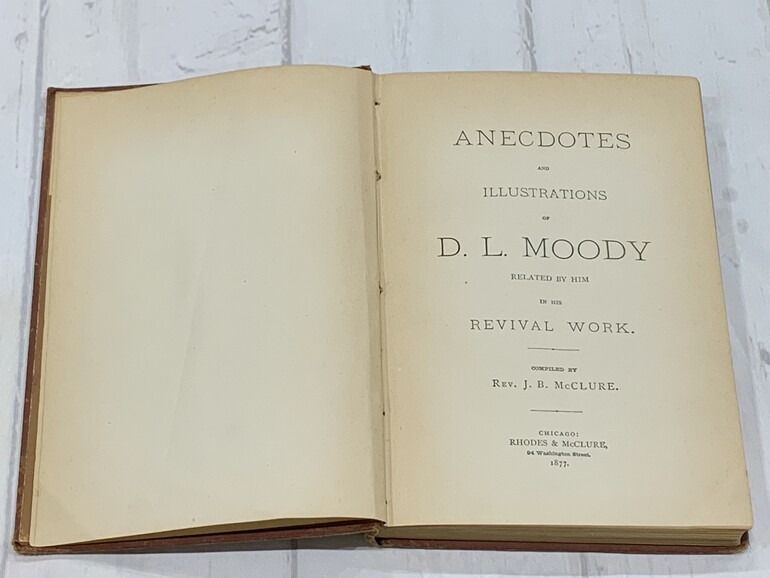 ANECDOTES
AND
ILLUSTRATIONS
OF
D. L. MOODY
RELATED BY HIM
IN HIS
REVIVAL WORK.
COMPILED BY
REV. J. B. McCLURE.
CHICAGO:
RHODES & McCLURE,
94 Washington Street.
1877.